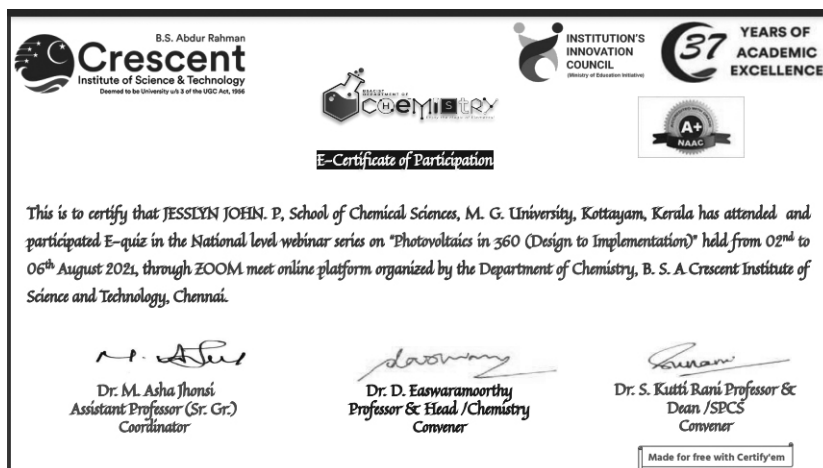 B.S. Abdur Rahman
Crescent
Institute of Science & Technology
Deemed to be University u/s 3 of the UGC Act, 1956
INSTITUTION'S
INNOVATION
COUNCIL
(Ministry of Education Initiative)
37
YEARS OF
ACADEMIC
EXCELLENCE
DEPARTMENT OF
CHEMISTRY
A+
NAAC
E-Certificate of Participation
This is to certify that JESSLYN JOHN. P, School of Chemical Sciences, M. G. University, Kottayam, Kerala has attended and
participated E-quiz in the National level webinar series on "Photovoltaics in 360 (Design to Implementation)" held from 02nd to
06th August 2021, through ZOOM meet online platform organized by the Department of Chemistry, B. S. A Crescent Institute of
Science and Technology, Chennai.
Dr. M. Asha Jhonsi
Assistant Professor (Sr. Gr.)
Coordinator
Dr. D. Easwaramoorthy
Professor & Head /Chemistry
Convener
Dr. S. Kutti Rani Professor &
Dean /SPCS
Convener
Made for free with Certify'em